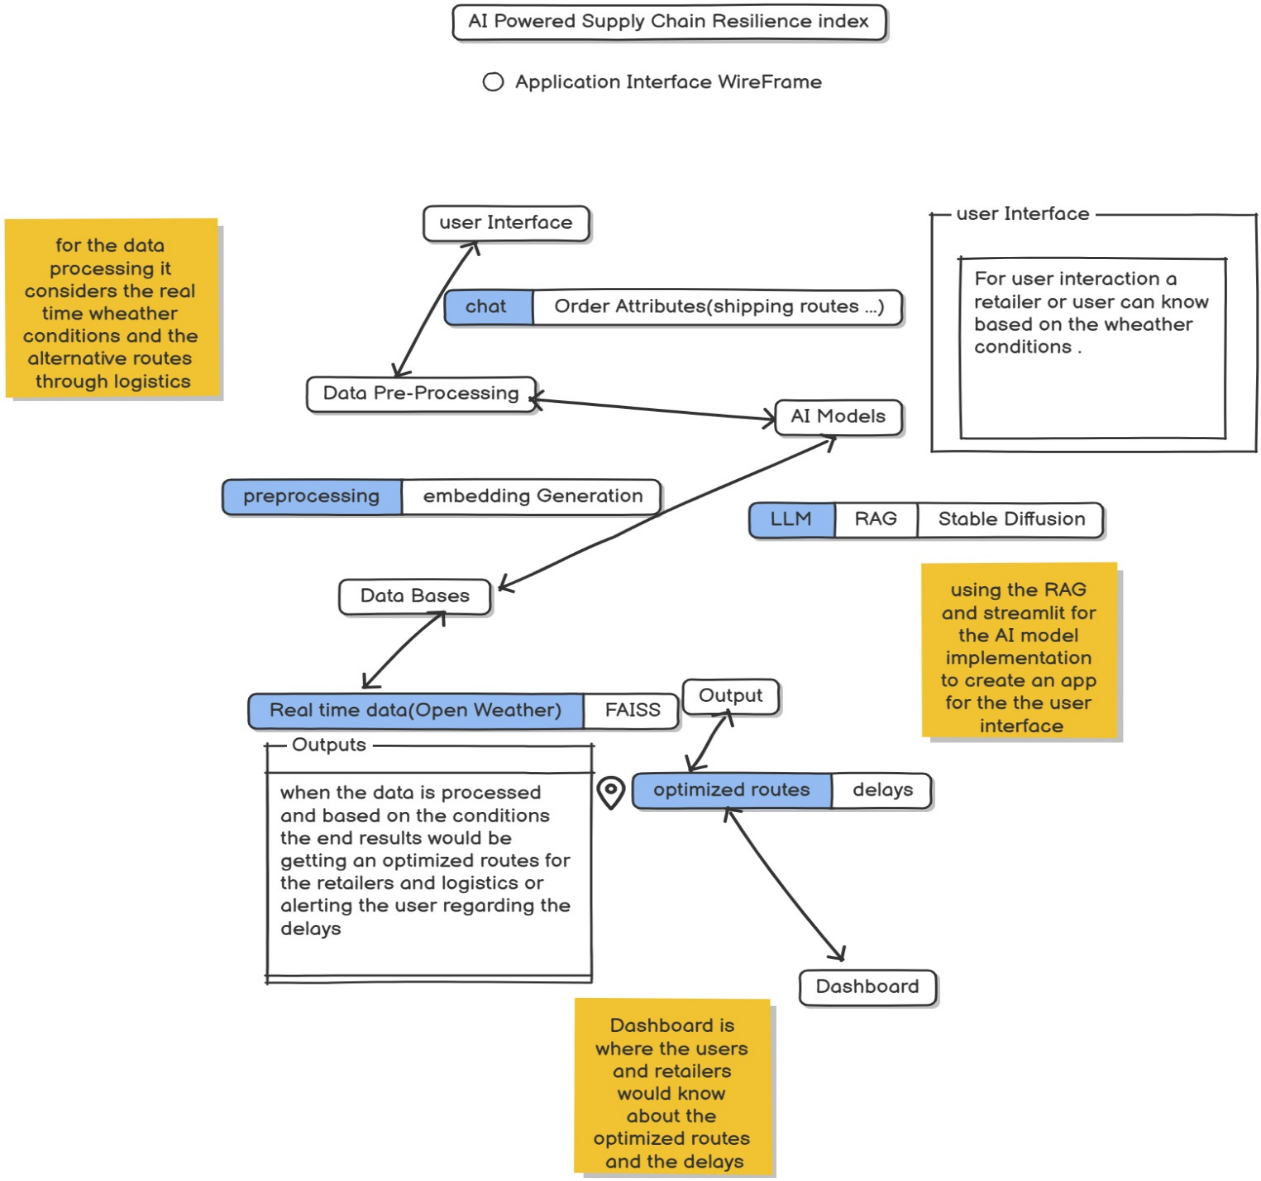 AI Powered Supply Chain Resilience index
Application Interface WireFrame
user Interface
for the data
processing it
considers the real
time wheather
conditions and the
alternative routes
through logistics
chat
Order Attributes(shipping routes ...)
user Interface
For user interaction a
retailer or user can know
based on the wheather
conditions .
Data Pre-Processing
AI Models
preprocessing
embedding Generation
LLM
RAG
Stable Diffusion
using the RAG
and streamlit for
the AI model
implementation
to create an app
for the the user
interface
Data Bases
Real time data(Open Weather)
FAISS
Output
Outputs
when the data is processed
and based on the conditions
the end results would be
getting an optimized routes for
the retailers and logistics or
alerting the user regarding the
delays
optimized routes
delays
Dashboard
Dashboard is
where the users
and retailers
would know
about the
optimized routes
and the delays